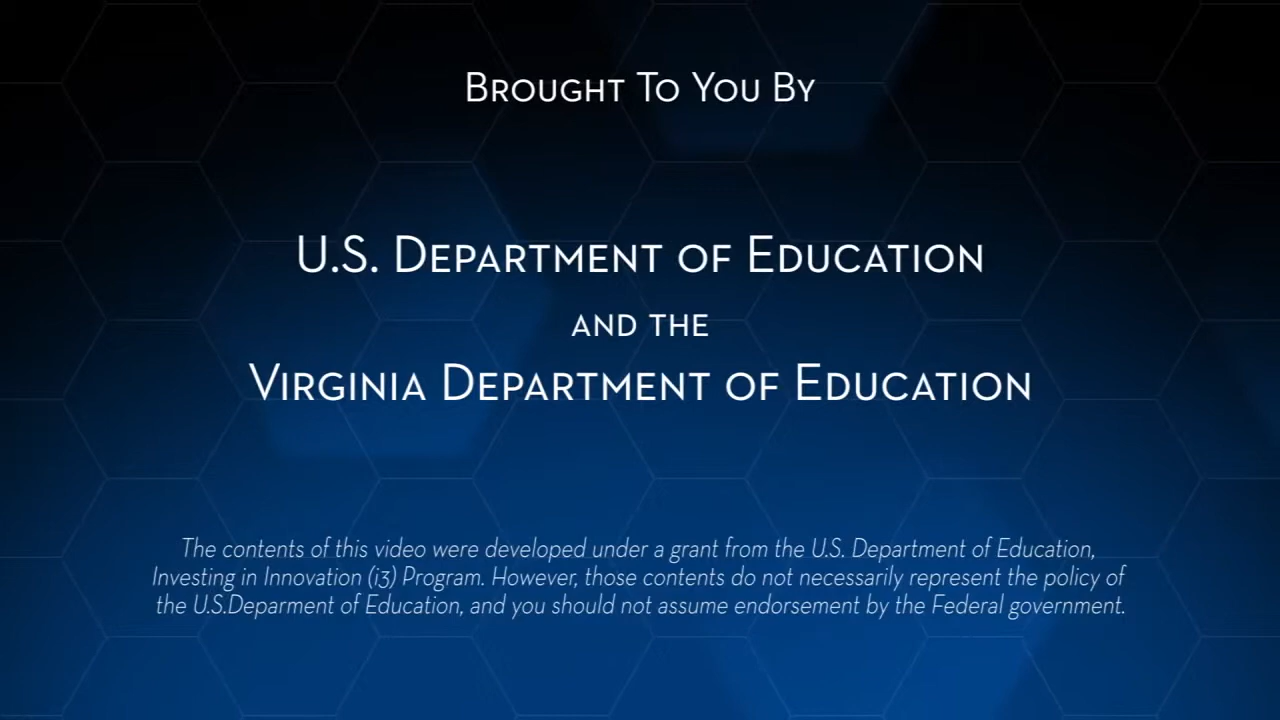 Brought To You By
U.S. Department of Education
and the
Virginia Department of Education
The contents of this video were developed under a grant from the U.S. Department of Education,
Investing in Innovation (i3) Program. However, those contents do not necessarily represent the policy of
the U.S.Deparment of Education, and you should not assume endorsement by the Federal government.